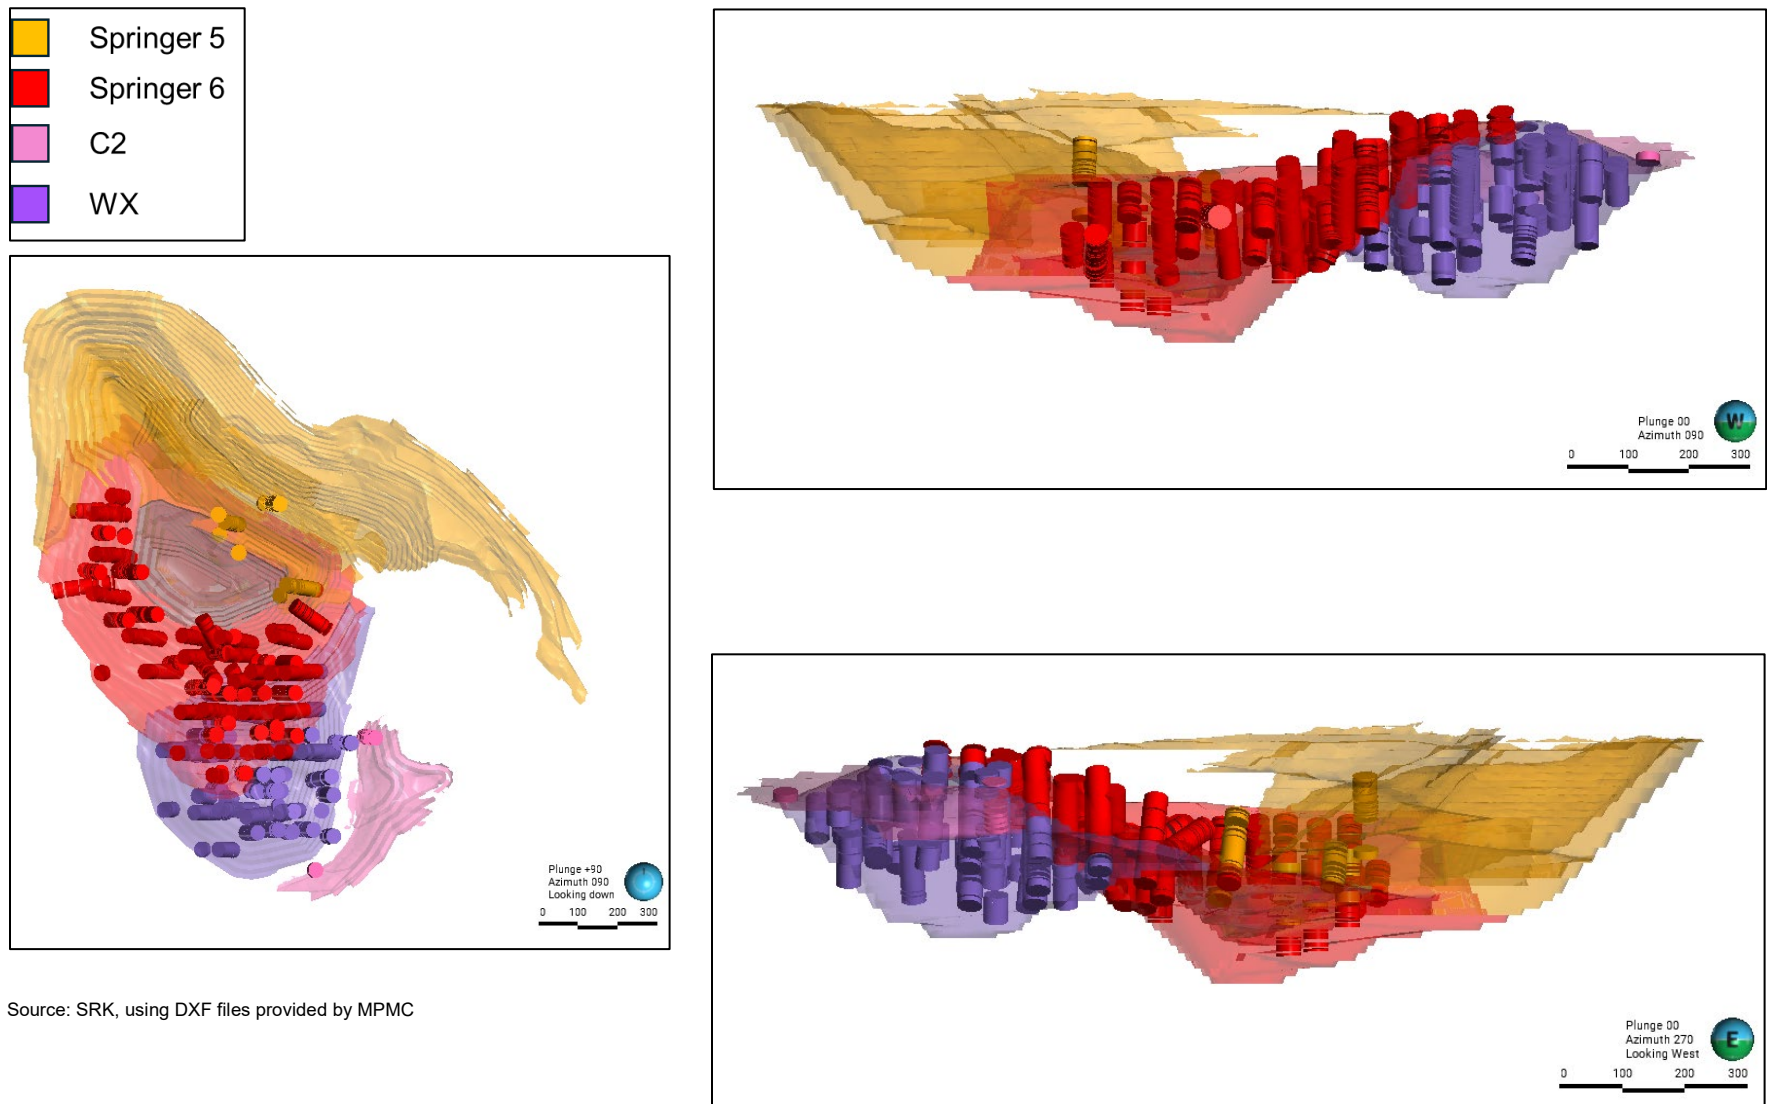 Springer 5
Springer 6
C2
WX
Plunge 00
Azimuth 090
W
0 100 200 300
Plunge +90
Azimuth 090
Looking down
0 100 200 300
Plunge 00
Azimuth 270
Looking West
E
0 100 200 300
Source: SRK, using DXF files provided by MPMC